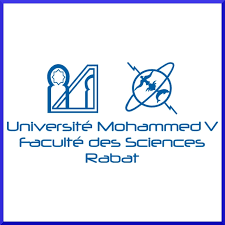 Université Mohammed V
Faculté des Sciences
Rabat